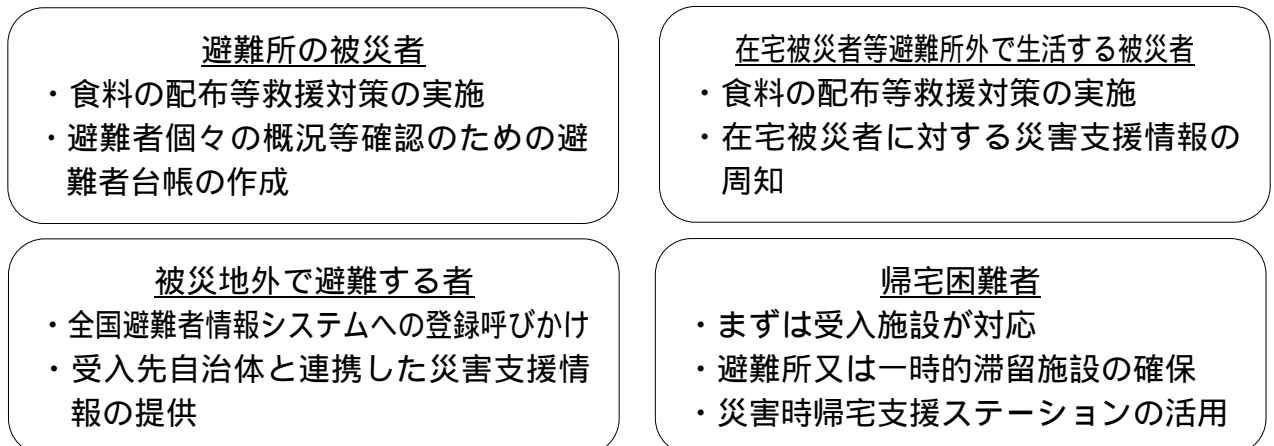 避難所の被災者
・食料の配布等救援対策の実施
・避難者個々の概況等確認のための避
難者台帳の作成
在宅被災者等避難所外で生活する被災者
・食料の配布等救援対策の実施
・在宅被災者に対する災害支援情報の
周知
被災地外で避難する者
・全国避難者情報システムへの登録呼びかけ
・受入先自治体と連携した災害支援情
報の提供
帰宅困難者
・まずは受入施設が対応
・避難所又は一時的滞留施設の確保
・災害時帰宅支援ステーションの活用